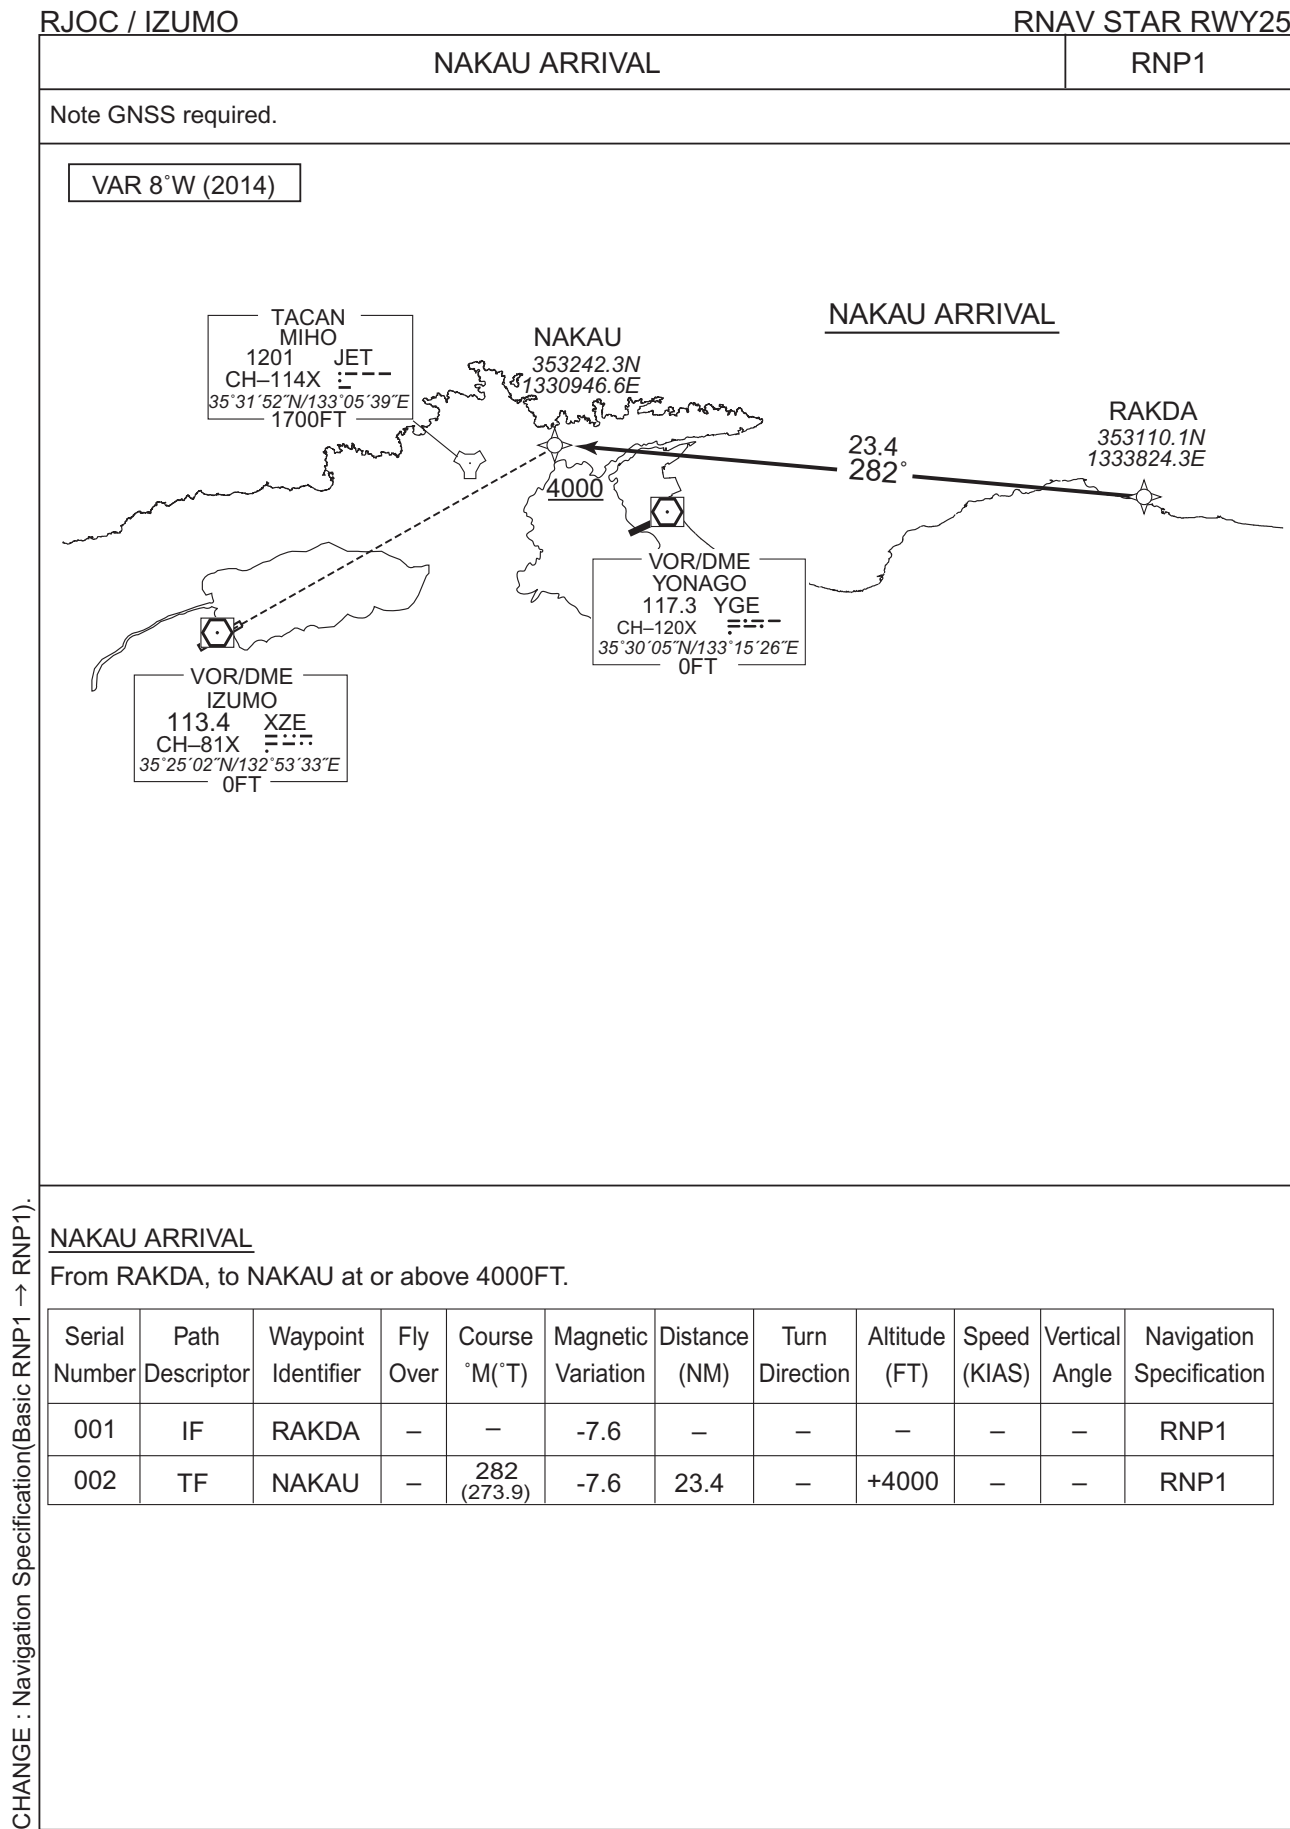 RJOC / IZUMO RNAV STAR RWY25
NAKAU ARRIVAL RNP1
Note GNSS required.
VAR 8˚W (2014)
NAKAU ARRIVAL
TACAN
MIHO
1201 JET
CH–114X
35˚31´52˝N/133˚05´39˝E
1700FT
NAKAU
353242.3N
1330946.6E
4000
23.4
282˚
RAKDA
353110.1N
1333824.3E
VOR/DME
YONAGO
117.3 YGE
CH–120X
35˚30´05˝N/133˚15´26˝E
0FT
VOR/DME
IZUMO
113.4 XZE
CH–81X
35˚25´02˝N/132˚53´33˝E
0FT
NAKAU ARRIVAL
From RAKDA, to NAKAU at or above 4000FT.
Serial Path Waypoint Fly Course Magnetic Distance Turn Altitude Speed Vertical Navigation
Number Descriptor Identifier Over ˚M(˚T) Variation (NM) Direction (FT) (KIAS) Angle Specification
001 IF RAKDA – – -7.6 – – – – – RNP1
002 TF NAKAU – 282 (273.9) -7.6 23.4 – +4000 – – RNP1
CHANGE : Navigation Specification(Basic RNP1 → RNP1).